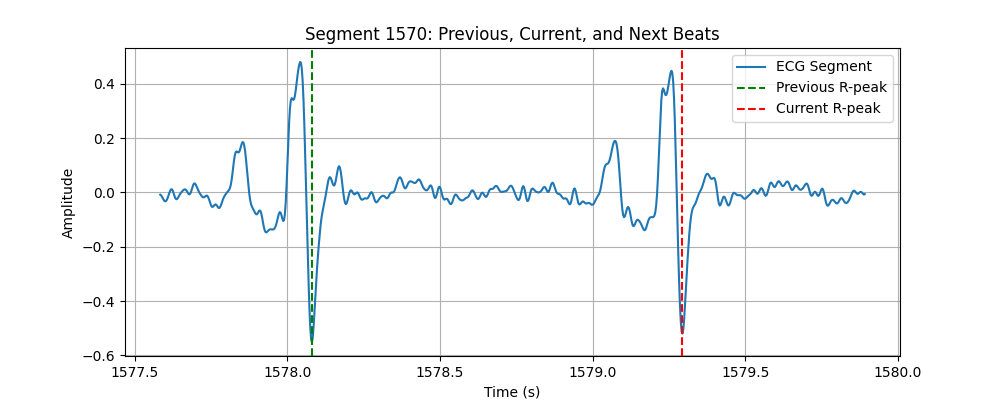 Segment 1570: Previous, Current, and Next Beats
ECG Segment
Previous R-peak
Current R-peak
Amplitude
0.4
0.2
0.0
−0.2
−0.4
−0.6
1577.5 1578.0 1578.5 1579.0 1579.5 1580.0
Time (s)